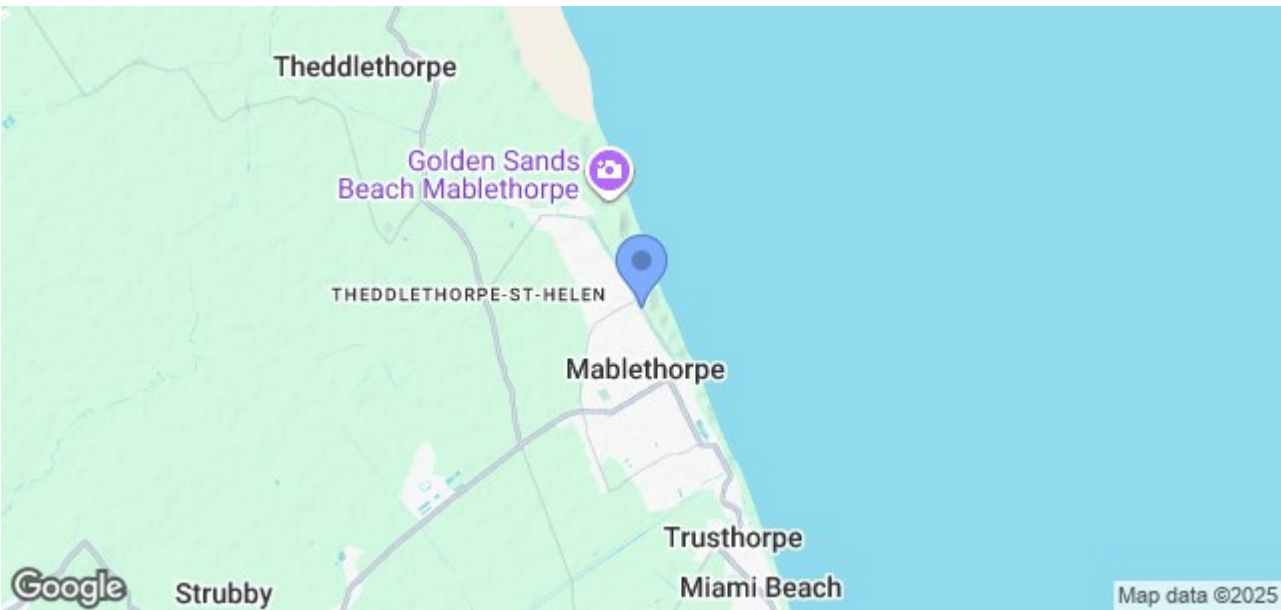 Theddlethorpe
Golden Sands
Beach Mablethorpe
THEDDLETHORPE-ST-HELEN
Mablethorpe
Trusthorpe
Miami Beach
Strubby
Google
Map data ©2025